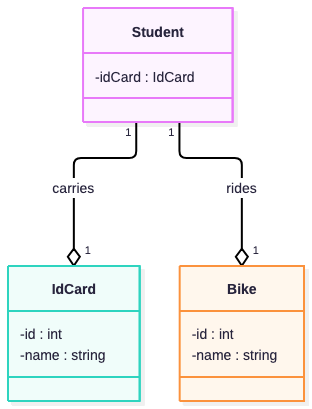 Student
-idCard : IdCard
1
1
carries
rides
1
1
IdCard
-id : int
-name : string
Bike
-id : int
-name : string